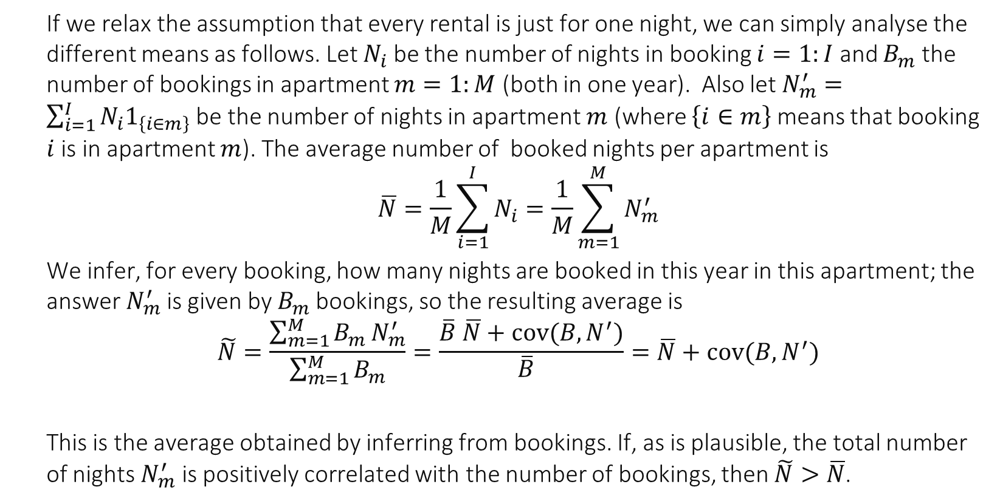 If we relax the assumption that every rental is just for one night, we can simply analyse the
different means as follows. Let $N_i$ be the number of nights in booking $i = 1: I$ and $B_m$ the
number of bookings in apartment $m = 1: M$ (both in one year). Also let $N'_m =$
$\sum_{i=1}^{I} N_i 1_{\{i \in m\}}$ be the number of nights in apartment $m$ (where $\{i \in m\}$ means that booking
$i$ is in apartment $m$). The average number of booked nights per apartment is
$\bar{N} = \frac{1}{M} \sum_{i=1}^{I} N_i = \frac{1}{M} \sum_{m=1}^{M} N'_m$
We infer, for every booking, how many nights are booked in this year in this apartment; the
answer $N'_m$ is given by $B_m$ bookings, so the resulting average is
$\tilde{N} = \frac{\sum_{m=1}^{M} B_m N'_m}{\sum_{m=1}^{M} B_m} = \frac{\bar{B} \bar{N} + \text{cov}(B, N')}{\bar{B}} = \bar{N} + \text{cov}(B, N')$
This is the average obtained by inferring from bookings. If, as is plausible, the total number
of nights $N'_m$ is positively correlated with the number of bookings, then $\tilde{N} > \bar{N}$.